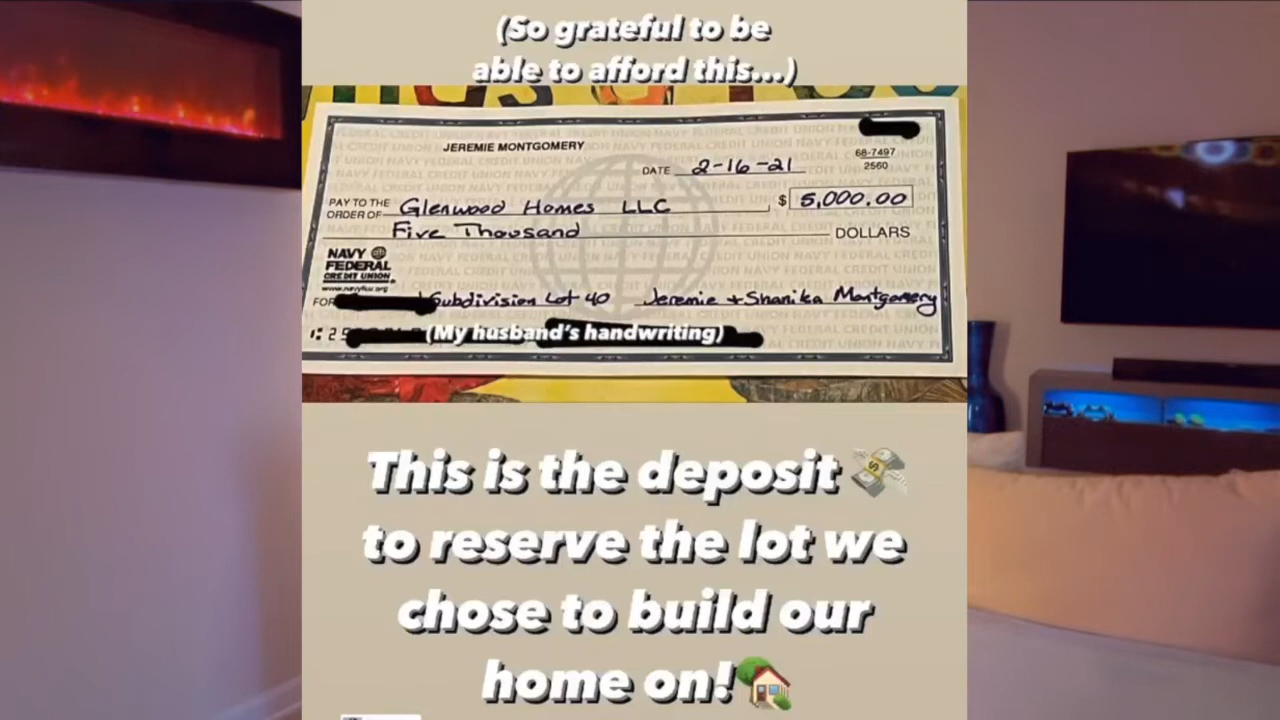 (So grateful to be
able to afford this...)
JEREMIE MONTGOMERY
DATE 2-16-21
68-7497
2560
PAY TO THE
ORDER OF Glenwood Homes LLC $ 5,000.00
Five Thousand DOLLARS
NAVY
FEDERAL
CREDIT UNION
www.navyfcu.org
FOR Subdivision Lot 40 Jeremie + Shanika Montgomery
(My husband's handwriting)
This is the deposit 💸
to reserve the lot we
chose to build our
home on!🏡